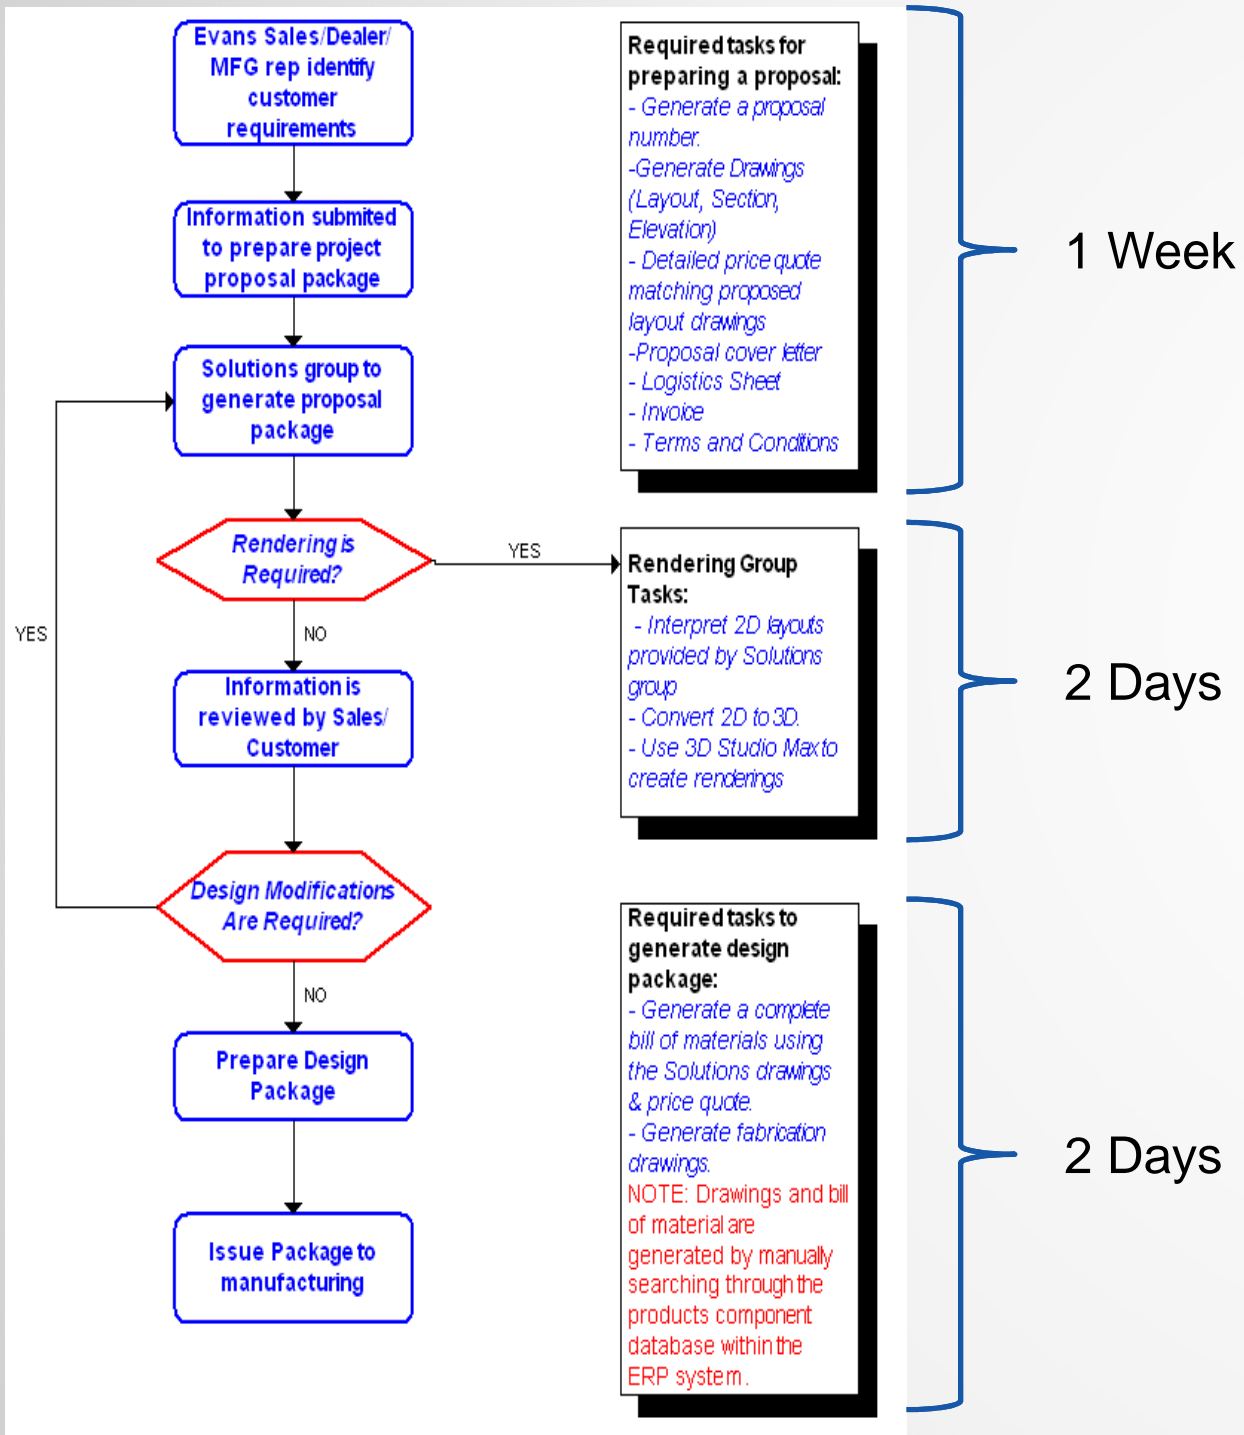 Evans Sales/Dealer/
MFG rep identify
customer
requirements
Information submited
to prepare project
proposal package
Solutions group to
generate proposal
package
Rendering is
Required?
YES
NO
YES
Information is
reviewed by Sales/
Customer
Design Modifications
Are Required?
NO
Prepare Design
Package
Issue Package to
manufacturing
Required tasks for
preparing a proposal:
- Generate a proposal
number.
-Generate Drawings
(Layout, Section,
Elevation)
- Detailed price quote
matching proposed
layout drawings
-Proposal cover letter
- Logistics Sheet
- Invoice
- Terms and Conditions
1 Week
Rendering Group
Tasks:
- Interpret 2D layouts
provided by Solutions
group
- Convert 2D to 3D.
- Use 3D Studio Max to
create renderings
2 Days
Required tasks to
generate design
package:
- Generate a complete
bill of materials using
the Solutions drawings
& price quote.
- Generate fabrication
drawings.
NOTE: Drawings and bill
of material are
generated by manually
searching through the
products component
database within the
ERP system.
2 Days